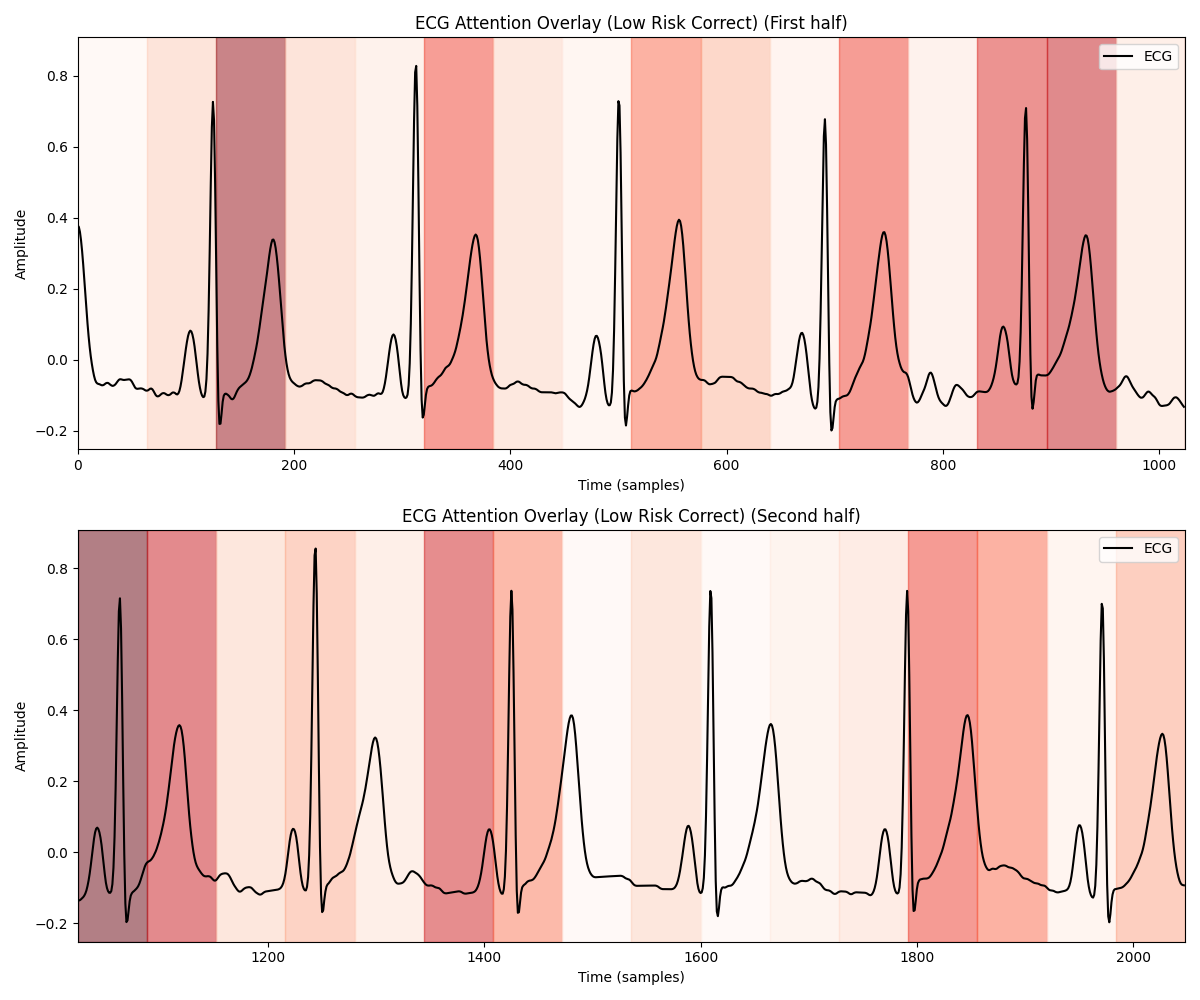 ECG Attention Overlay (Low Risk Correct) (First half)
ECG
Amplitude
0.8
0.6
0.4
0.2
0.0
−0.2
0 200 400 600 800 1000
Time (samples)
ECG Attention Overlay (Low Risk Correct) (Second half)
ECG
Amplitude
0.8
0.6
0.4
0.2
0.0
−0.2
1200 1400 1600 1800 2000
Time (samples)